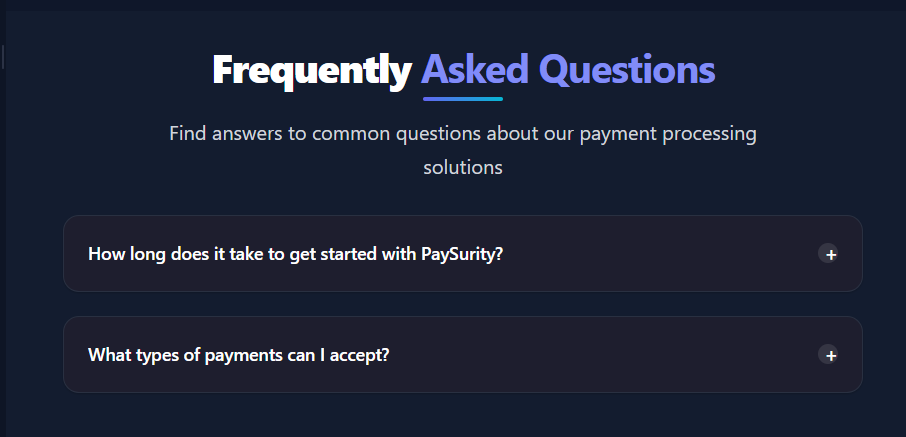 Frequently Asked Questions
Find answers to common questions about our payment processing
solutions
How long does it take to get started with PaySurity?
+
What types of payments can I accept?
+